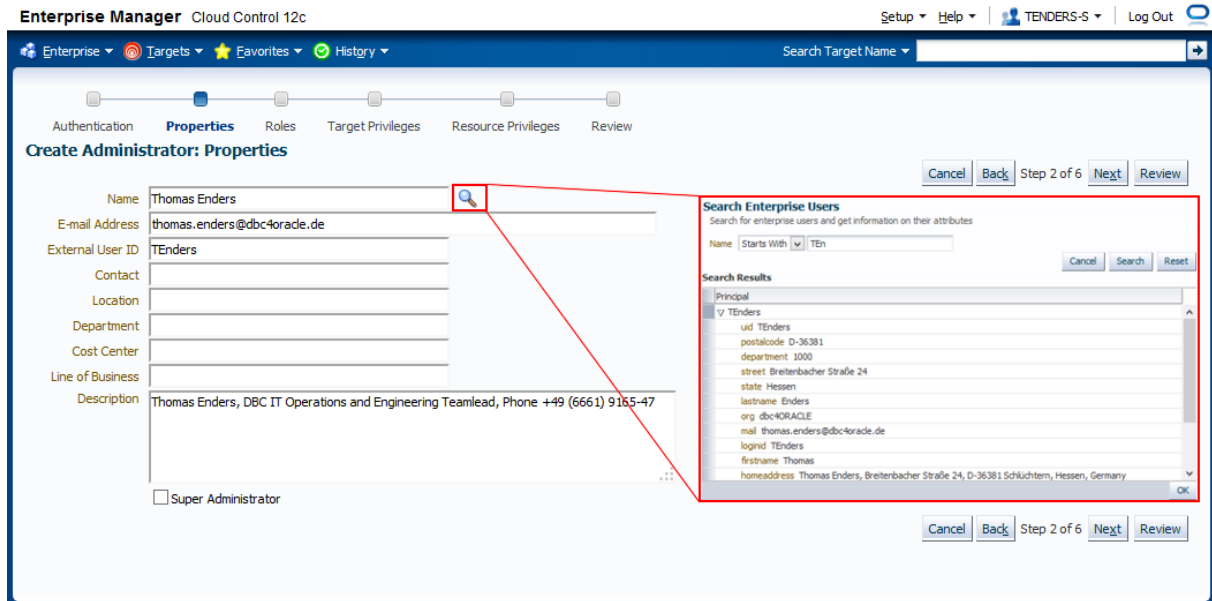 Enterprise Manager Cloud Control 12c
Setup Help TENDERS-S Log Out
Enterprise Targets Favorites History Search Target Name
Authentication Properties Roles Target Privileges Resource Privileges Review
Create Administrator: Properties
Cancel Back Step 2 of 6 Next Review
Name Thomas Enders
E-mail Address thomas.enders@dbc4oracle.de
External User ID TEnders
Contact
Location
Department
Cost Center
Line of Business
Description Thomas Enders, DBC IT Operations and Engineering Teamlead, Phone +49 (6661) 9165-47
Super Administrator
Search Enterprise Users
Search for enterprise users and get information on their attributes
Name Starts With TEn
Cancel Search Reset
Search Results
Principal
TEnders
uid TEnders
postalcode D-36381
department 1000
street Breitenbacher Straße 24
state Hessen
lastname Enders
org dbc4ORACLE
mail thomas.enders@dbc4oracle.de
loginid TEnders
firstname Thomas
homeaddress Thomas Enders, Breitenbacher Straße 24, D-36381 Schlüchtern, Hessen, Germany
OK
Cancel Back Step 2 of 6 Next Review